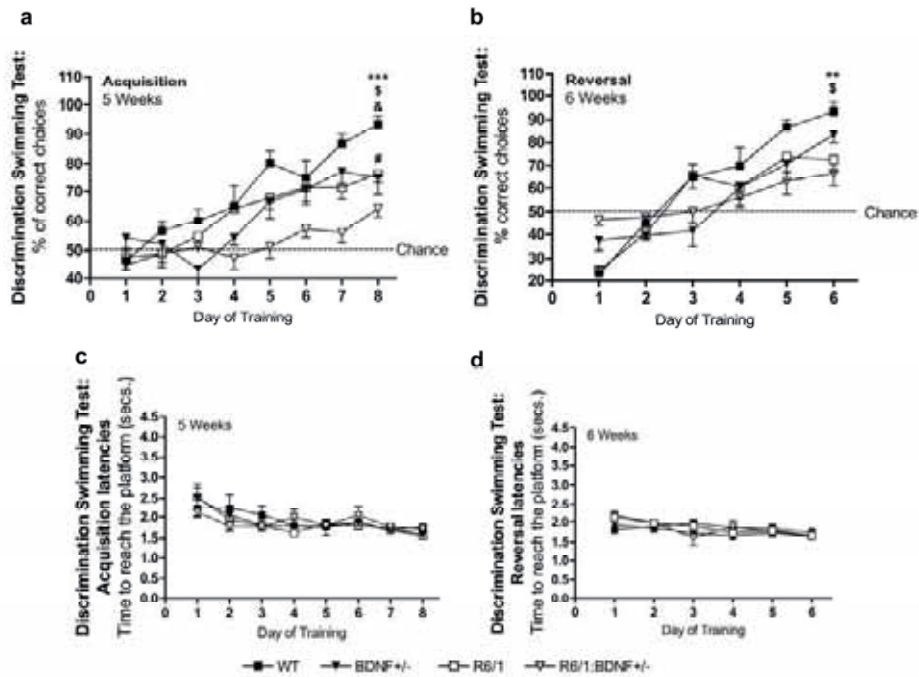 a
Discrimination Swimming Test:
% of correct choices
Acquisition
5 Weeks
110
100
90
80
70
60
50
40
***
$
&
#
Chance
0 1 2 3 4 5 6 7 8
Day of Training
b
Discrimination Swimming Test:
% correct choices
Reversal
6 Weeks
110
100
90
80
70
60
50
40
30
20
**
$
Chance
0 1 2 3 4 5 6
Day of Training
c
Discrimination Swimming Test:
Acquisition latencies
Time to reach the platform (secs.)
5 Weeks
4.5
4.0
3.5
3.0
2.5
2.0
1.5
1.0
0.5
0.0
0 1 2 3 4 5 6 7 8
Day of Training
d
Discrimination Swimming Test:
Reversal latencies
Time to reach the platform (secs.)
6 Weeks
4.5
4.0
3.5
3.0
2.5
2.0
1.5
1.0
0.5
0.0
0 1 2 3 4 5 6
Day of Training
WT BDNF+/- R6/1 R6/1:BDNF+/-